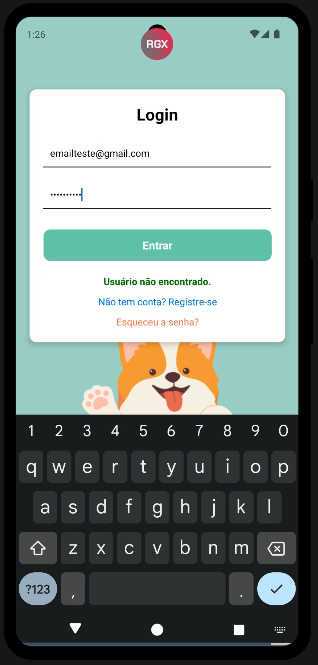 1:26
RGX
Login
emailteste@gmail.com
••••••••••
Entrar
Usuário não encontrado.
Não tem conta? Registre-se
Esqueceu a senha?
1 2 3 4 5 6 7 8 9 0
q w e r t y u i o p
a s d f g h j k l
z x c v b n m
?123 , .